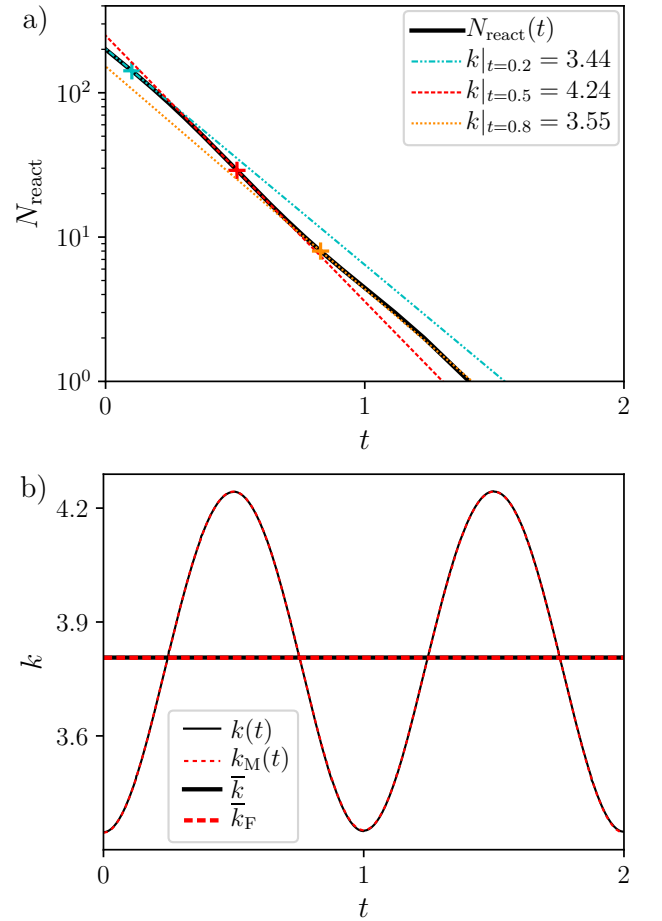 a)
N_react(t)
k|_{t=0.2} = 3.44
k|_{t=0.5} = 4.24
k|_{t=0.8} = 3.55
N_react
10^2
10^1
10^0
0
1
2
t
b)
4.2
3.9
3.6
k
k(t)
k_M(t)
k̅
k̅_F
0
1
2
t